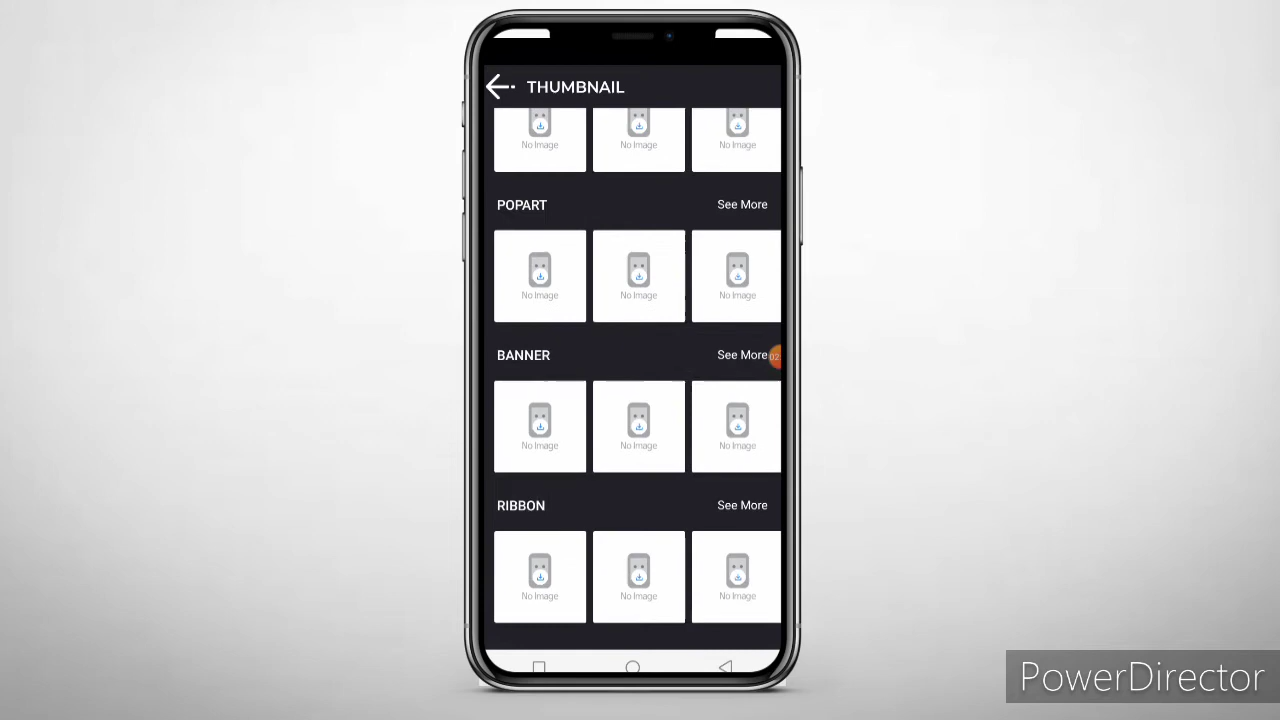 THUMBNAIL
No Image No Image No Image
POPART See More
No Image No Image No Image
BANNER See More
02:
No Image No Image No Image
RIBBON See More
No Image No Image No Image
PowerDirector